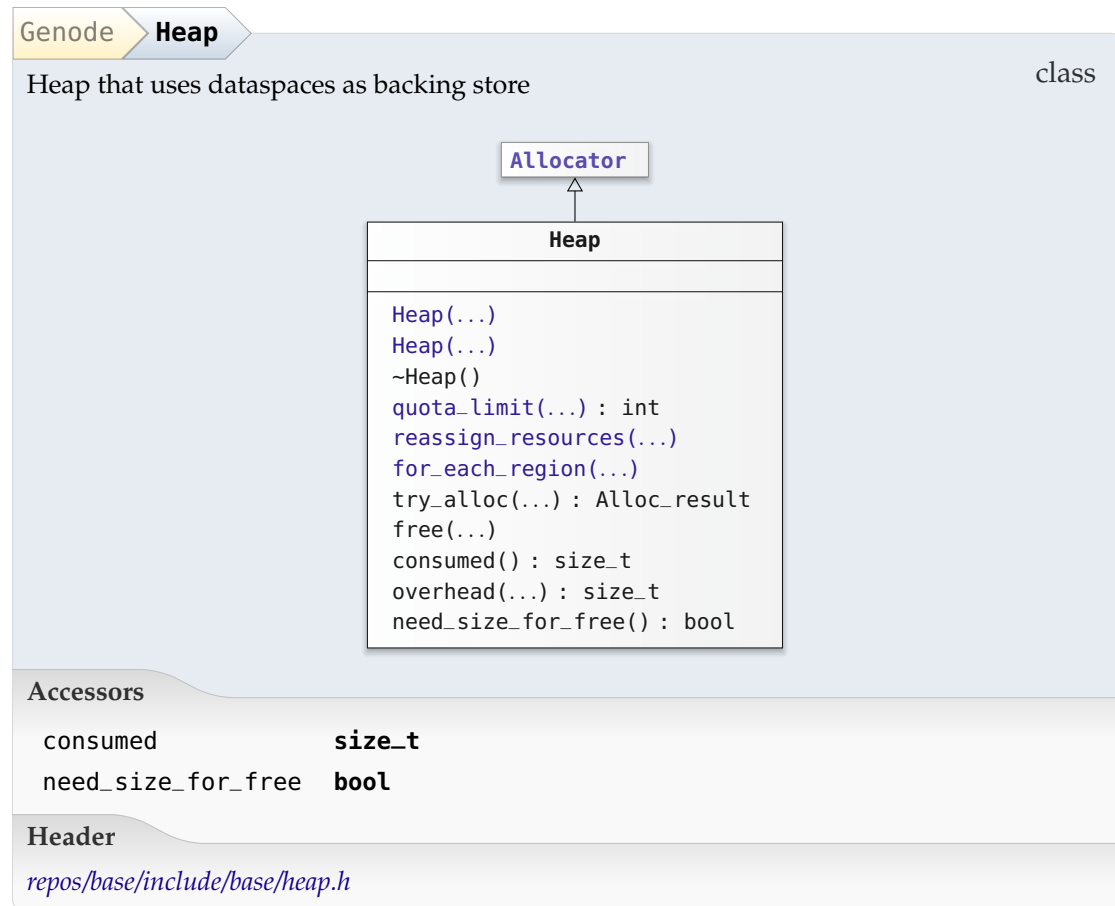 Genode Heap
Heap that uses dataspaces as backing store
class
Allocator
Heap
Heap(...)
Heap(...)
~Heap()
quota_limit(...) : int
reassign_resources(...)
for_each_region(...)
try_alloc(...) : Alloc_result
free(...)
consumed() : size_t
overhead(...) : size_t
need_size_for_free() : bool
Accessors
consumed size_t
need_size_for_free bool
Header
repos/base/include/base/heap.h